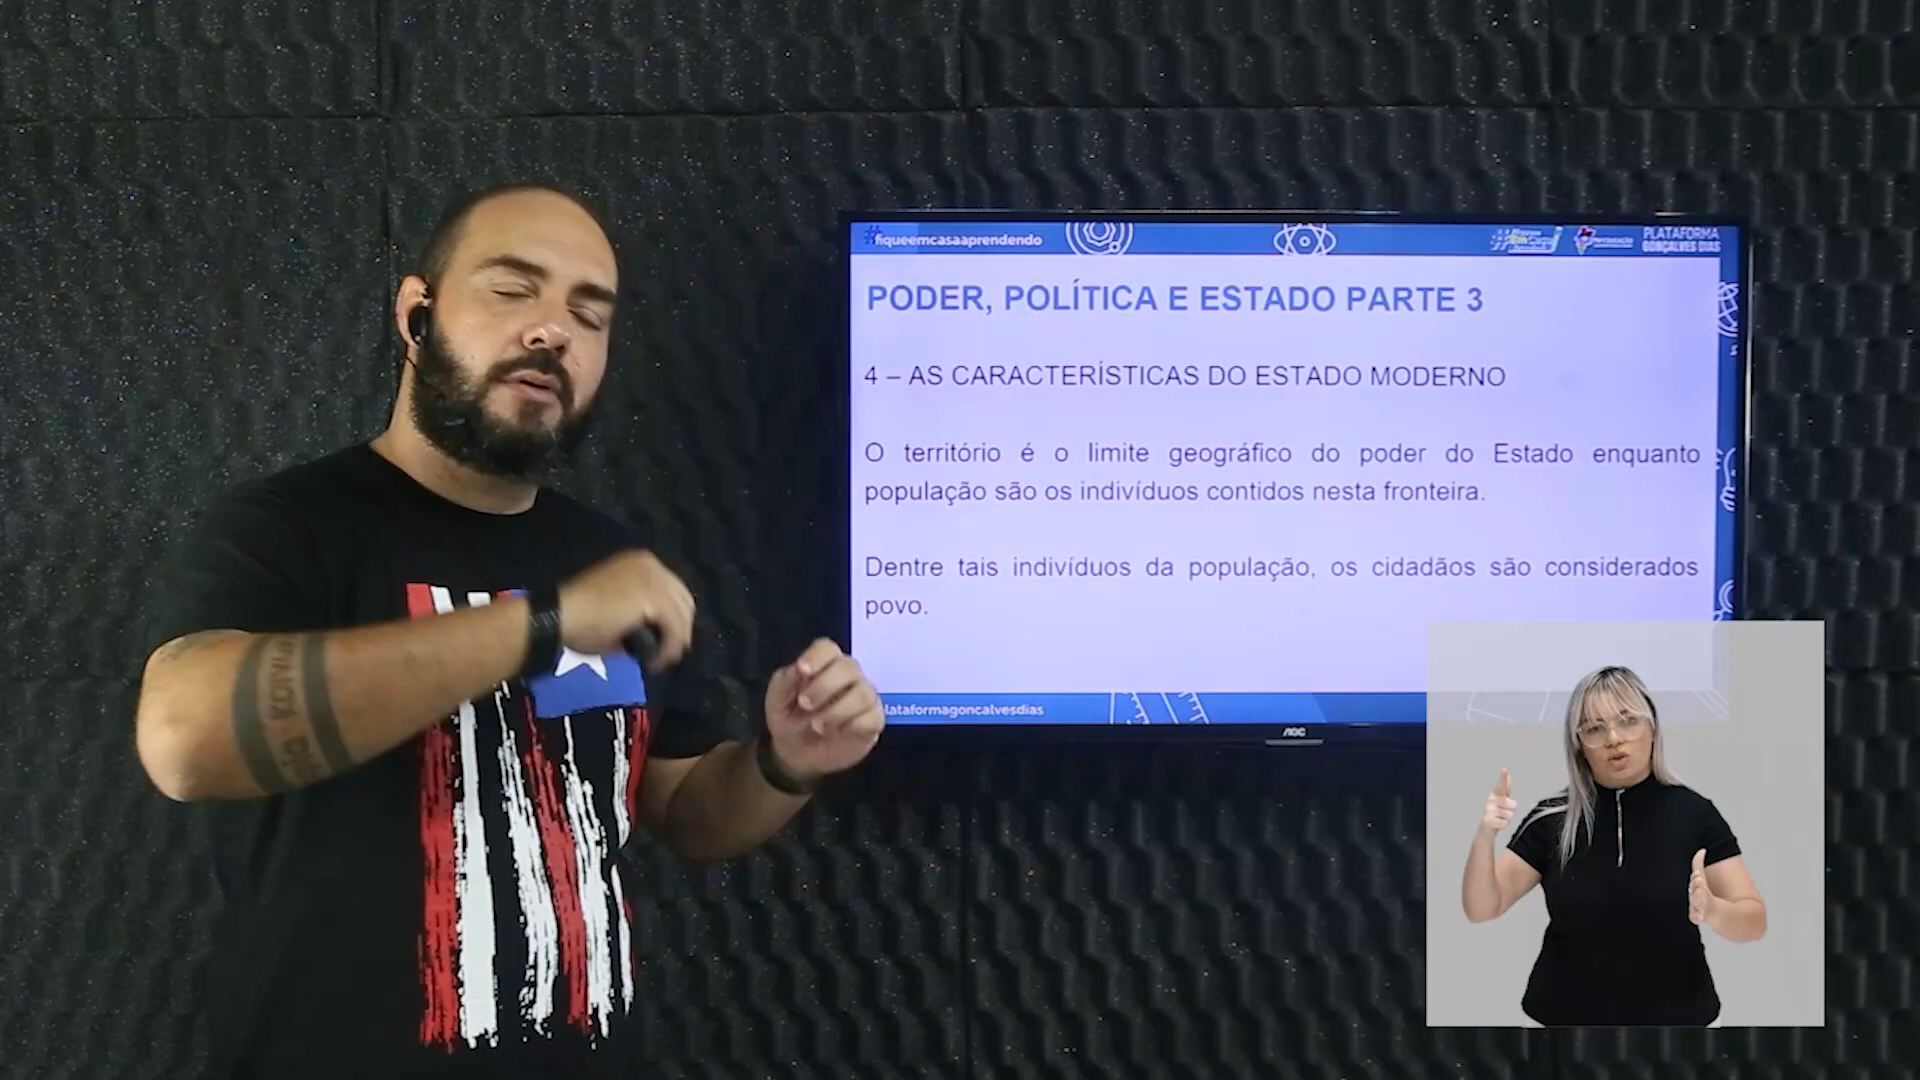 #fiqueemcasaaprendendo
PLATAFORMA
GONÇALVES DIAS
PODER, POLÍTICA E ESTADO PARTE 3
4 – AS CARACTERÍSTICAS DO ESTADO MODERNO
O território é o limite geográfico do poder do Estado enquanto
população são os indivíduos contidos nesta fronteira.
Dentre tais indivíduos da população, os cidadãos são considerados
povo.
lataformagoncalvesdias
AOC